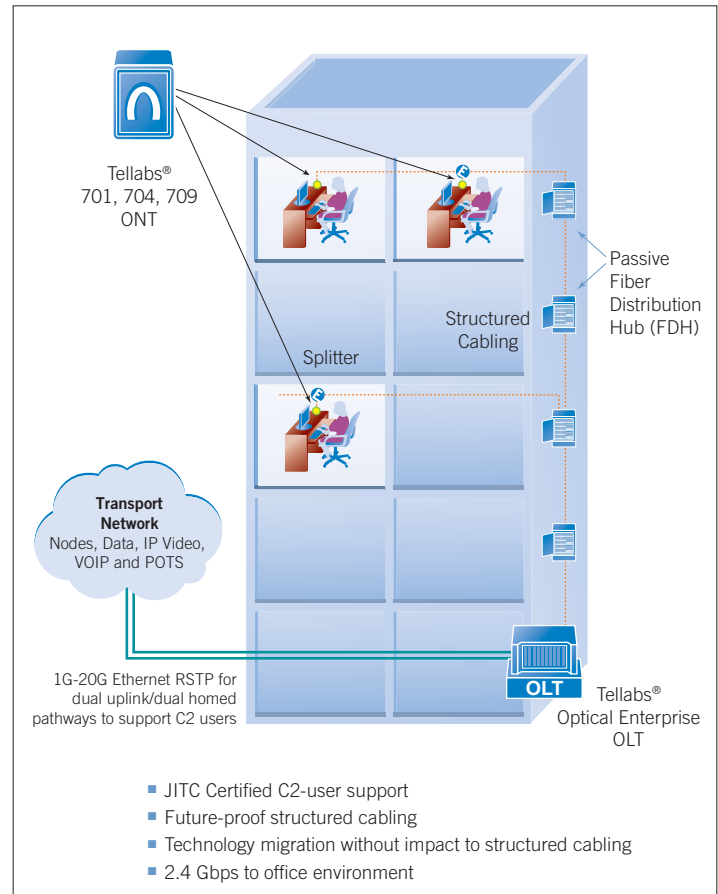 Tellabs®
701, 704, 709
ONT
E
E
Passive
Fiber
Distribution
Hub (FDH)
Structured
Cabling
Splitter
Transport
Network
Nodes, Data, IP Video,
VOIP and POTS
1G-20G Ethernet RSTP for
dual uplink/dual homed
pathways to support C2 users
OLT
Tellabs®
Optical Enterprise
OLT
■ JITC Certified C2-user support
■ Future-proof structured cabling
■ Technology migration without impact to structured cabling
■ 2.4 Gbps to office environment